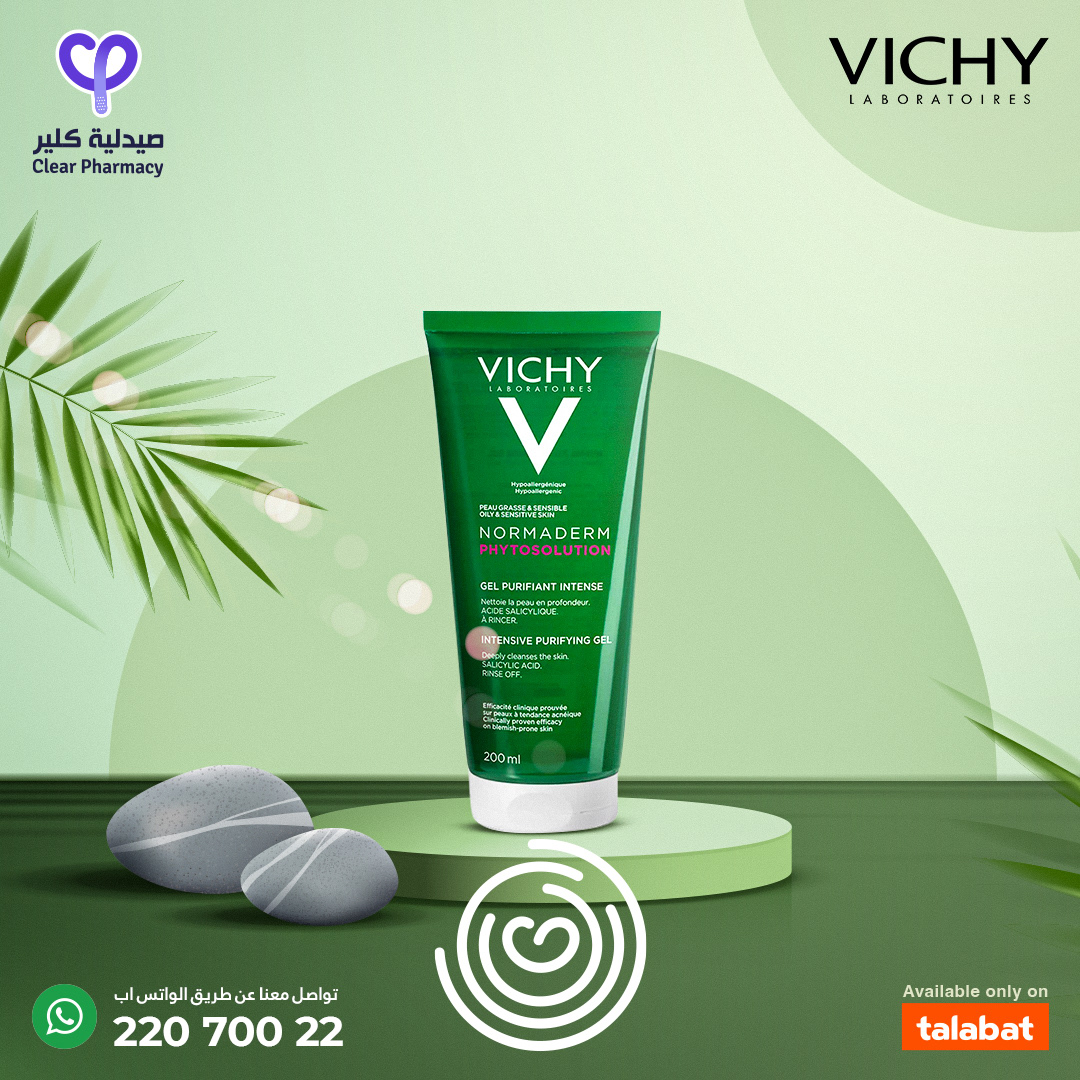 صيدلية كلير
Clear Pharmacy
VICHY
LABORATOIRES
VICHY
LABORATOIRES
V
Hypoallergénique
Hypoallergenic
PEAU GRASSE & SENSIBLE
OILY & SENSITIVE SKIN
NORMADERM
PHYTOSOLUTION
GEL PURIFIANT INTENSE
Nettoie la peau en profondeur.
ACIDE SALICYLIQUE.
À RINCER.
INTENSIVE PURIFYING GEL
Deeply cleanses the skin.
SALICYLIC ACID.
RINSE OFF.
Efficacité clinique prouvée
sur peaux à tendance acnéique
Clinically proven efficacy
on blemish-prone skin
200 ml
تواصل معنا عن طريق الواتس اب
220 700 22
Available only on
talabat